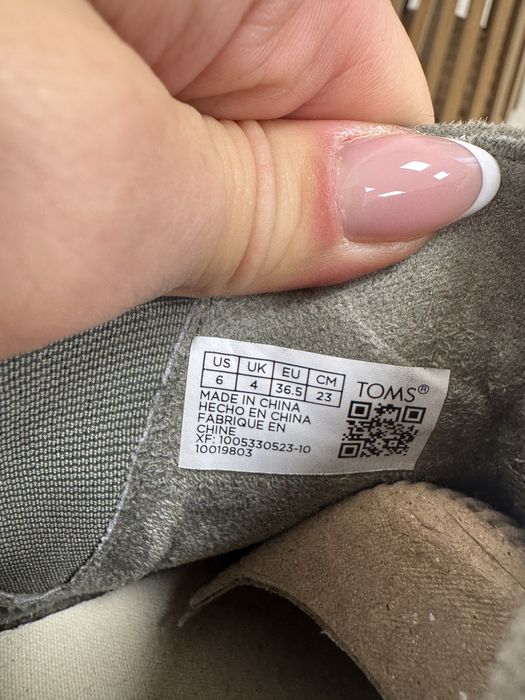 US UK EU CM
6 4 36.5 23
TOMS®
MADE IN CHINA
HECHO EN CHINA
FABRIQUE EN
CHINE
XF: 1005330523-10
10019803